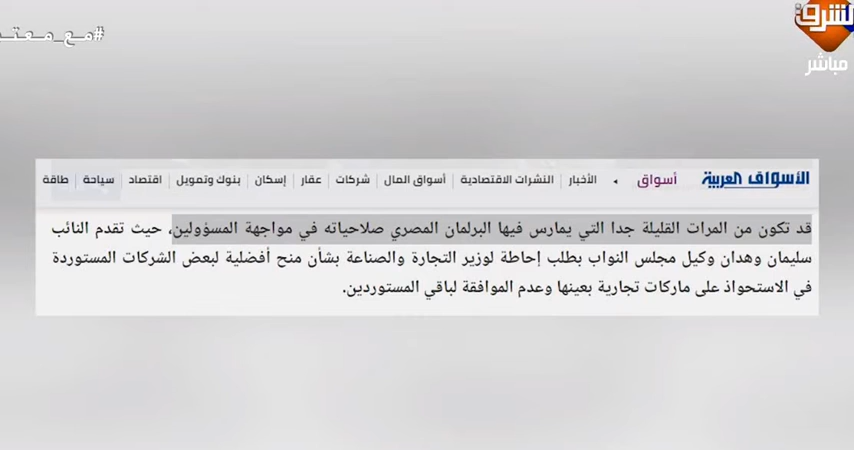 #مـع_مـعتـ
الشرق
مباشر
الأسواق العربية أسواق الأخبار | النشرات الاقتصادية | أسواق المال | شركات | عقار | إسكان | بنوك وتمويل | اقتصاد | سياحة | طاقة
قد تكون من المرات القليلة جدا التي يمارس فيها البرلمان المصري صلاحياته في مواجهة المسؤولين، حيث تقدم النائب
سليمان وهدان وكيل مجلس النواب بطلب إحاطة لوزير التجارة والصناعة بشأن منح أفضلية لبعض الشركات المستوردة
في الاستحواذ على ماركات تجارية بعينها وعدم الموافقة لباقي المستوردين.